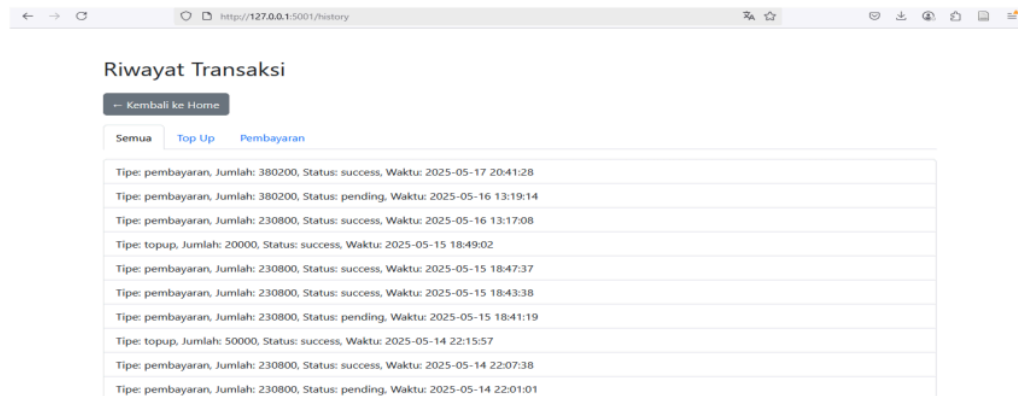 http://127.0.0.1:5001/history
Riwayat Transaksi
← Kembali ke Home
Semua Top Up Pembayaran
Tipe: pembayaran, Jumlah: 380200, Status: success, Waktu: 2025-05-17 20:41:28
Tipe: pembayaran, Jumlah: 380200, Status: pending, Waktu: 2025-05-16 13:19:14
Tipe: pembayaran, Jumlah: 230800, Status: success, Waktu: 2025-05-16 13:17:08
Tipe: topup, Jumlah: 20000, Status: success, Waktu: 2025-05-15 18:49:02
Tipe: pembayaran, Jumlah: 230800, Status: success, Waktu: 2025-05-15 18:47:37
Tipe: pembayaran, Jumlah: 230800, Status: success, Waktu: 2025-05-15 18:43:38
Tipe: pembayaran, Jumlah: 230800, Status: pending, Waktu: 2025-05-15 18:41:19
Tipe: topup, Jumlah: 50000, Status: success, Waktu: 2025-05-14 22:15:57
Tipe: pembayaran, Jumlah: 230800, Status: success, Waktu: 2025-05-14 22:07:38
Tipe: pembayaran, Jumlah: 230800, Status: pending, Waktu: 2025-05-14 22:01:01